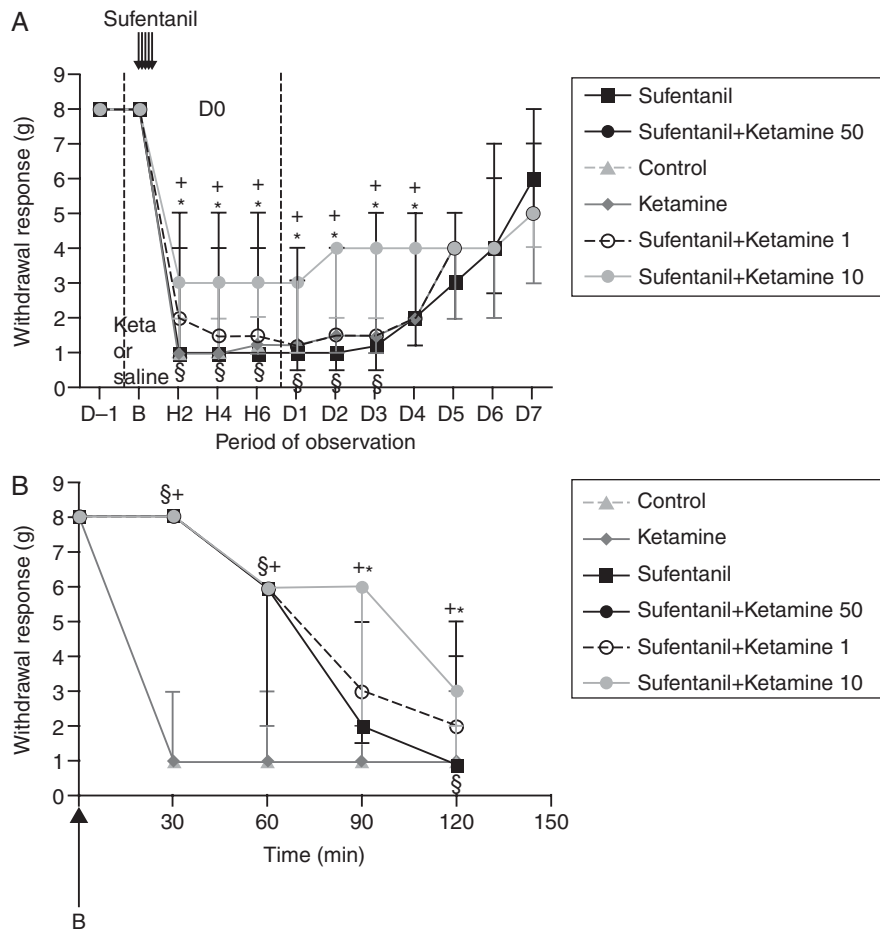 A
Sufentanil
9
8
7
6
5
4
3
2
1
0
Withdrawal response (g)
D0
+ + + + + + +
* * * * * * *
Keta
or
saline
§ § § § § §
D–1 B H2 H4 H6 D1 D2 D3 D4 D5 D6 D7
Period of observation
Sufentanil
Sufentanil+Ketamine 50
Control
Ketamine
Sufentanil+Ketamine 1
Sufentanil+Ketamine 10
B
9
8
7
6
5
4
3
2
1
0
Withdrawal response (g)
§+
§+
+*
+*
§
30 60 90 120 150
Time (min)
B
Control
Ketamine
Sufentanil
Sufentanil+Ketamine 50
Sufentanil+Ketamine 1
Sufentanil+Ketamine 10